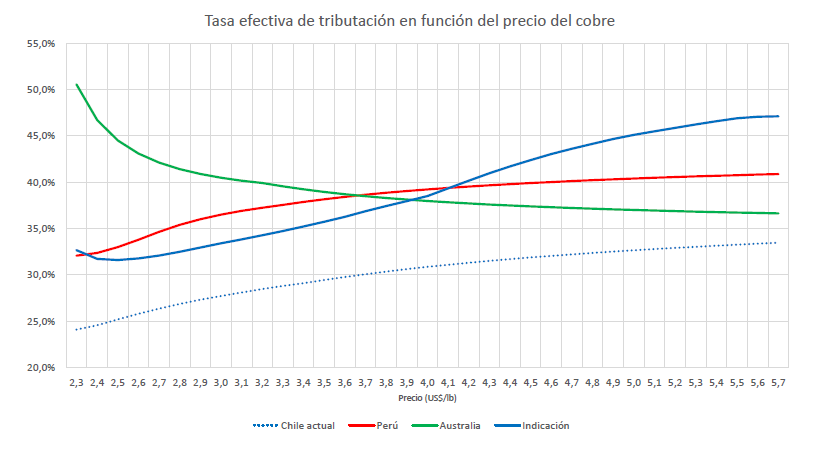 Tasa efectiva de tributación en función del precio del cobre
55,0%
50,0%
45,0%
40,0%
35,0%
30,0%
25,0%
20,0%
2,3 2,4 2,5 2,6 2,7 2,8 2,9 3,0 3,1 3,2 3,3 3,4 3,5 3,6 3,7 3,8 3,9 4,0 4,1 4,2 4,3 4,4 4,5 4,6 4,7 4,8 4,9 5,0 5,1 5,2 5,3 5,4 5,5 5,6 5,7
Precio (US$/lb)
Chile actual Perú Australia Indicación